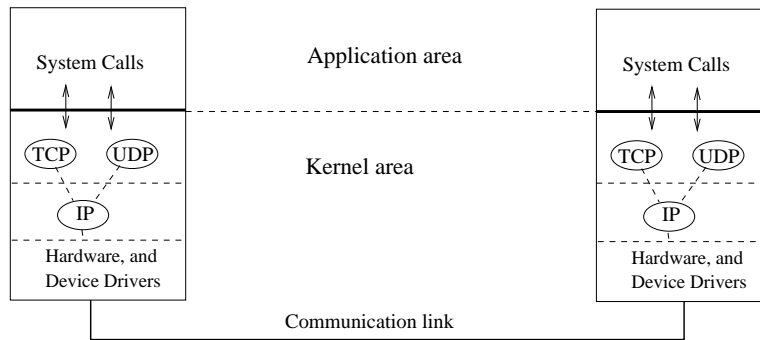 System Calls
Application area
System Calls
TCP
UDP
Kernel area
TCP
UDP
IP
IP
Hardware, and
Device Drivers
Hardware, and
Device Drivers
Communication link